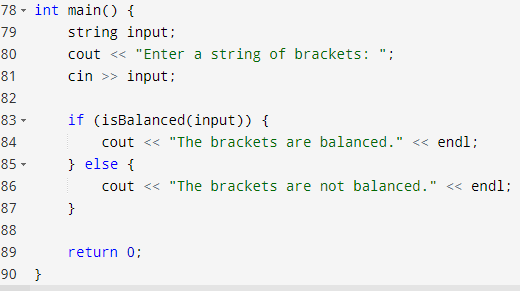 78 int main() {
79     string input;
80     cout << "Enter a string of brackets: ";
81     cin >> input;
82
83     if (isBalanced(input)) {
84         cout << "The brackets are balanced." << endl;
85     } else {
86         cout << "The brackets are not balanced." << endl;
87     }
88
89     return 0;
90 }